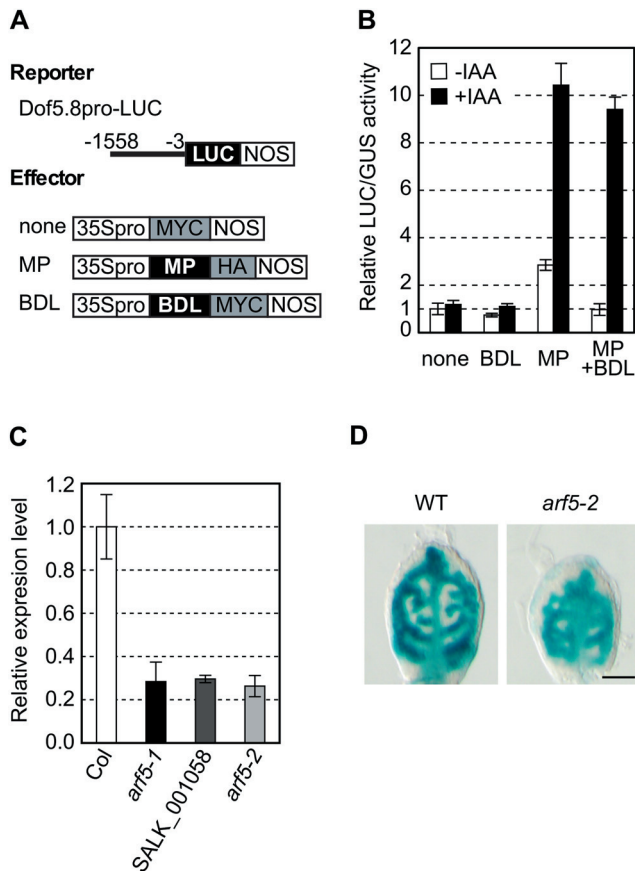 A
Reporter
Dof5.8pro-LUC
-1558 -3
LUC NOS
Effector
none 35Spro MYC NOS
MP 35Spro MP HA NOS
BDL 35Spro BDL MYC NOS
B
Relative LUC/GUS activity
12
10
8
6
4
2
1
0
-IAA
+IAA
none BDL MP MP
+BDL
C
Relative expression level
1.2
1.0
0.8
0.6
0.4
0.2
0.0
Col
arf5-1
SALK_001058
arf5-2
D
WT arf5-2